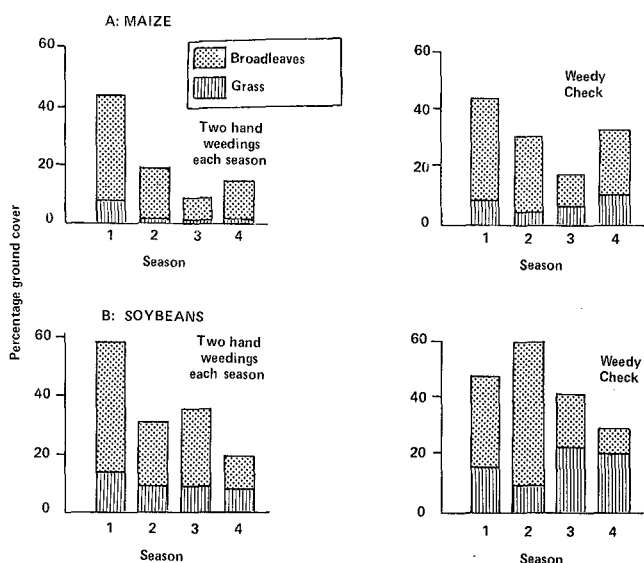 A: MAIZE
60
40
20
0
Broadleaves
Grass
Two hand
weedings
each season
1 2 3 4
Season
60
40
20
0
Weedy
Check
1 2 3 4
Season
Percentage ground cover
B: SOYBEANS
60
40
20
0
Two hand
weedings
each season
1 2 3 4
Season
60
40
20
0
Weedy
Check
1 2 3 4
Season